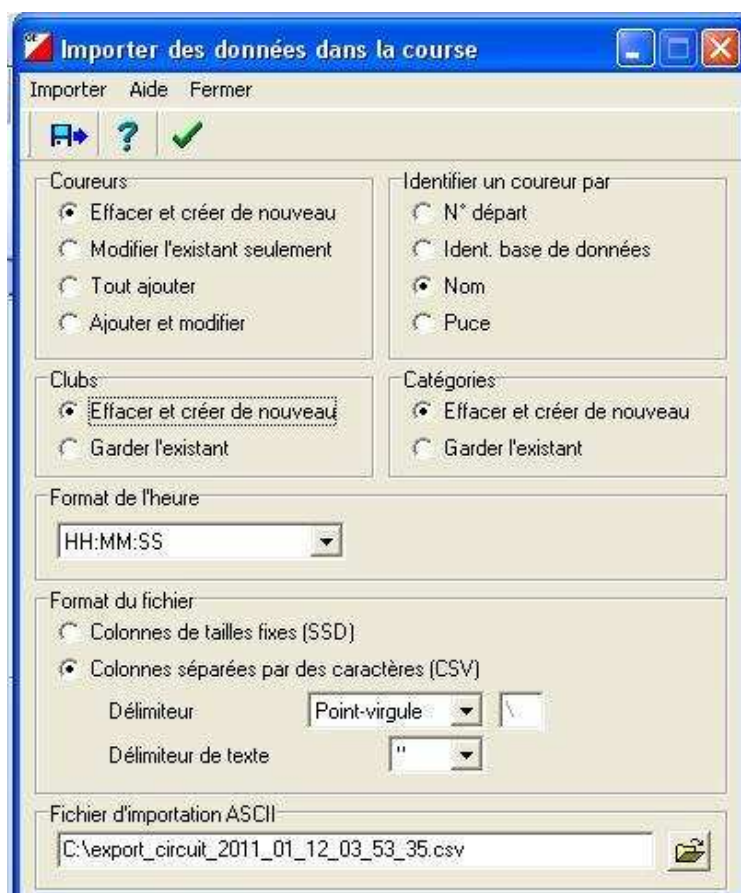 OE
Importer des données dans la course
Importer Aide Fermer
Coureurs
Effacer et créer de nouveau
Modifier l'existant seulement
Tout ajouter
Ajouter et modifier
Identifier un coureur par
N° départ
Ident. base de données
Nom
Puce
Clubs
Effacer et créer de nouveau
Garder l'existant
Catégories
Effacer et créer de nouveau
Garder l'existant
Format de l'heure
HH:MM:SS
Format du fichier
Colonnes de tailles fixes (SSD)
Colonnes séparées par des caractères (CSV)
Délimiteur Point-virgule \
Délimiteur de texte "
Fichier d'importation ASCII
C:\export_circuit_2011_01_12_03_53_35.csv